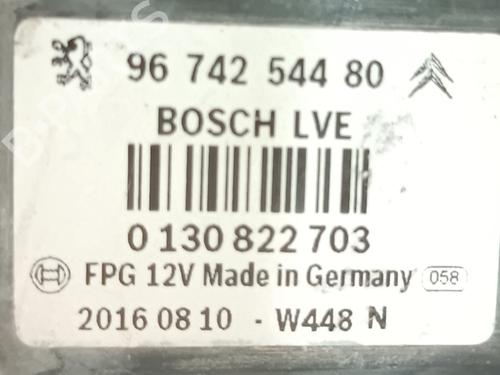 96 742 544 80
BOSCH LVE
0 130 822 703
FPG 12V Made in Germany 058
2016 08 10 - W448 N